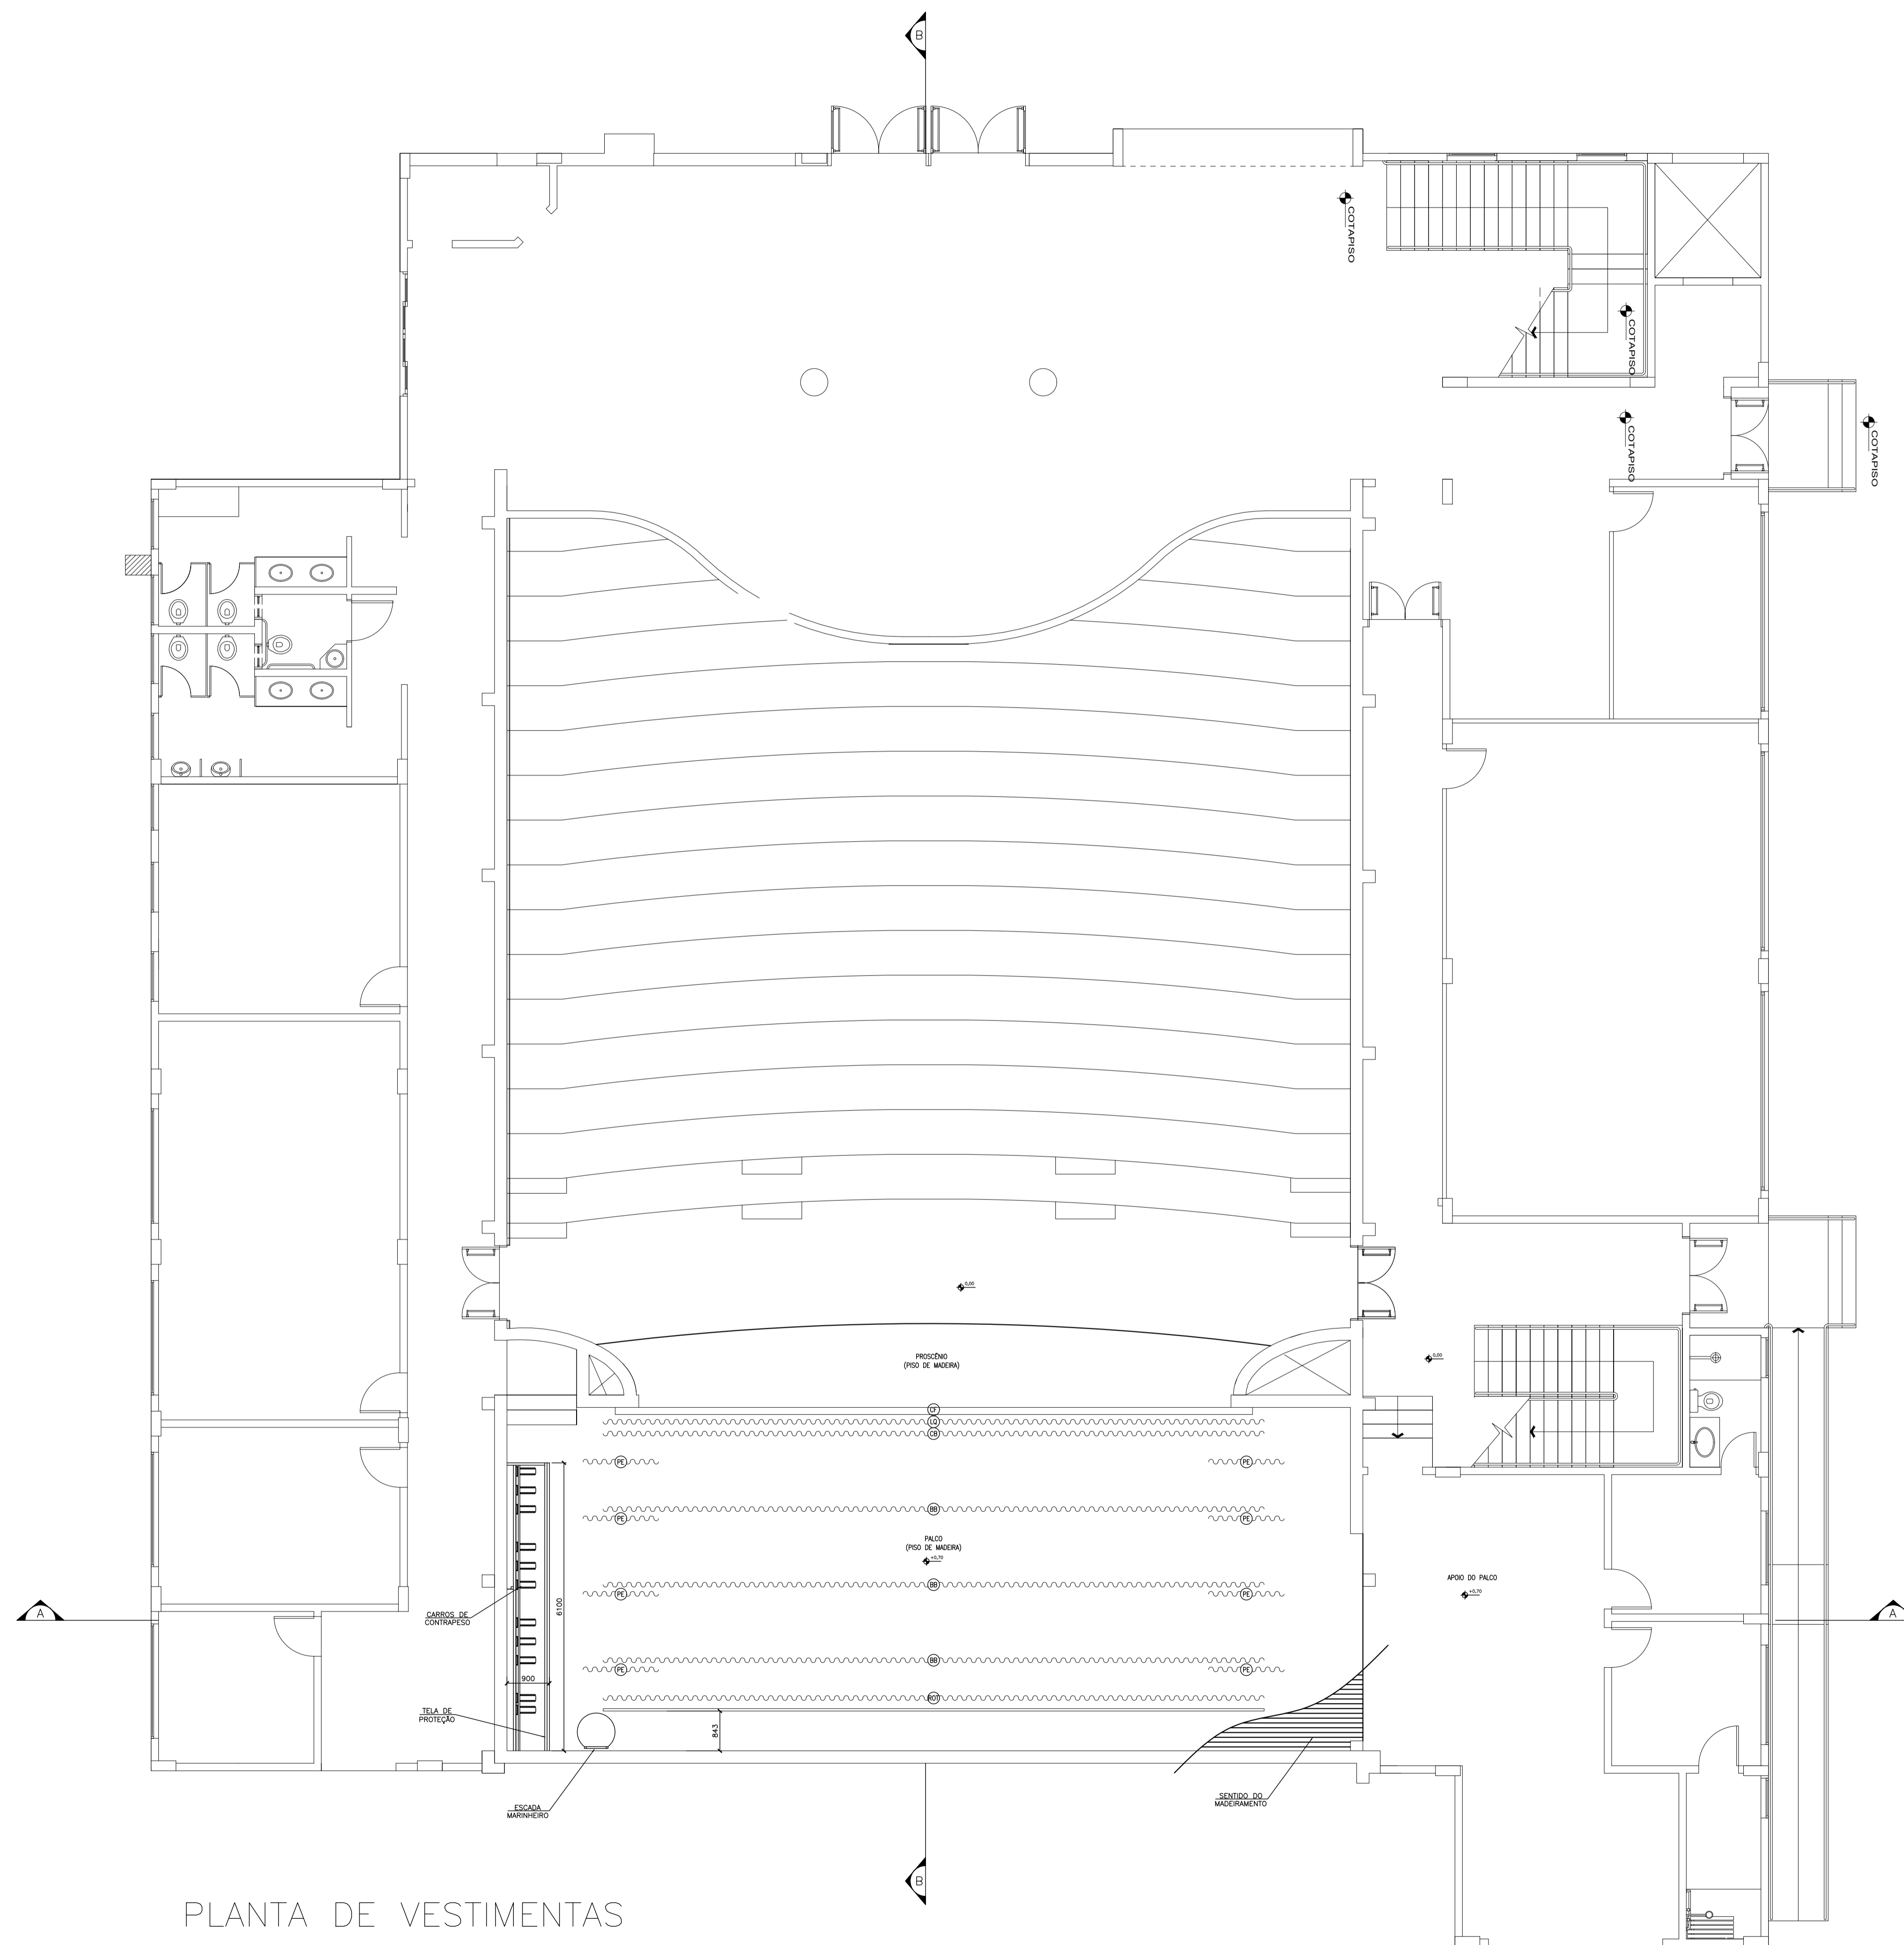 B
COTAPISO
COTAPISO
COTAPISO
COTAPISO
0,00
PROSCÊNIO
(PISO DE MADEIRA)
0,00
CF
LQ
CB
PE
PE
BB
PE
PE
PALCO
(PISO DE MADEIRA)
+0,70
APOIO DO PALCO
+0,70
BB
PE
PE
A
A
CARROS DE
CONTRAPESO
6100
BB
PE
PE
900
ROT
TELA DE
PROTEÇÃO
843
SENTIDO DO
MADEIRAMENTO
ESCADA
MARINHEIRO
B
PLANTA DE VESTIMENTAS